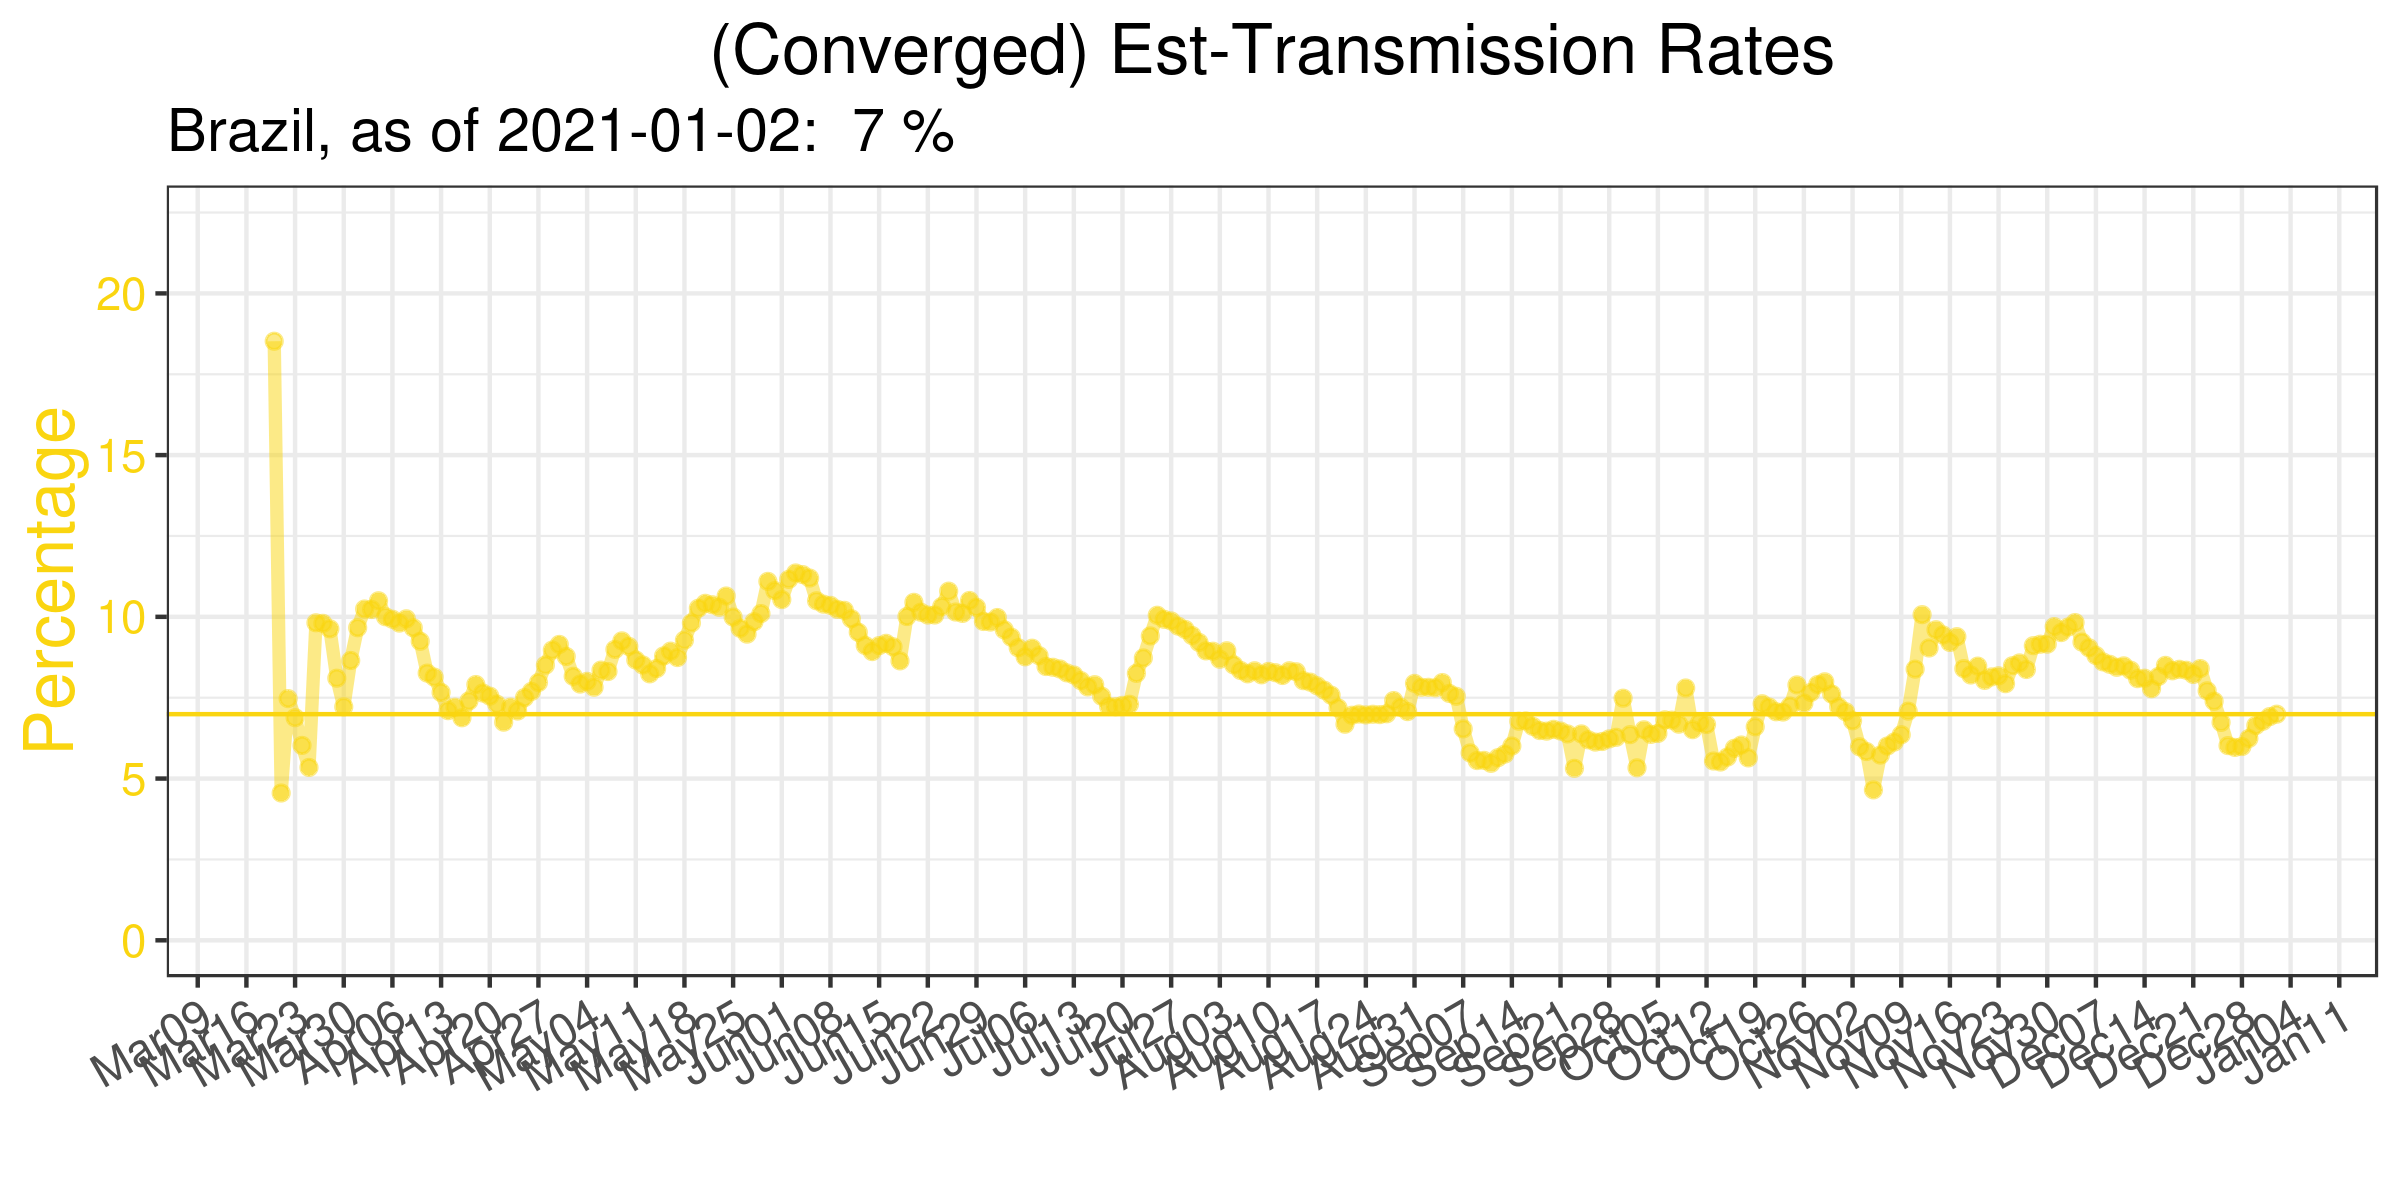 (Converged) Est-Transmission Rates
Brazil, as of 2021-01-02:  7 %
Percentage
20
15
10
5
0
Mar09
Mar16
Mar23
Mar30
Apr06
Apr13
Apr20
Apr27
May04
May11
May18
May25
Jun01
Jun08
Jun15
Jun22
Jun29
Jul06
Jul13
Jul20
Jul27
Aug03
Aug10
Aug17
Aug24
Aug31
Sep07
Sep14
Sep21
Sep28
Oct05
Oct12
Oct19
Oct26
Nov02
Nov09
Nov16
Nov23
Nov30
Dec07
Dec14
Dec21
Dec28
Jan04
Jan11